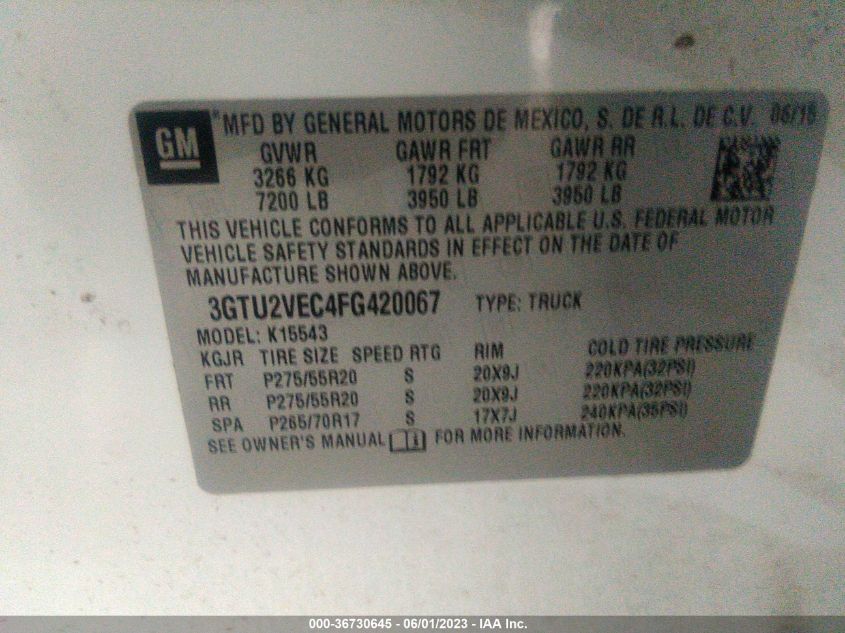 GM
*MFD BY GENERAL MOTORS DE MEXICO, S. DE R.L. DE C.V. 06/15
GVWR GAWR FRT GAWR RR
3266 KG 1792 KG 1792 KG
7200 LB 3950 LB 3950 LB
THIS VEHICLE CONFORMS TO ALL APPLICABLE U.S. FEDERAL MOTOR
VEHICLE SAFETY STANDARDS IN EFFECT ON THE DATE OF
MANUFACTURE SHOWN ABOVE.
3GTU2VEC4FG420067 TYPE: TRUCK
MODEL: K15543
KGJR TIRE SIZE SPEED RTG RIM COLD TIRE PRESSURE
FRT P275/55R20 S 20X9J 220KPA(32PSI)
RR P275/55R20 S 20X9J 220KPA(32PSI)
SPA P265/70R17 S 17X7J 240KPA(35PSI)
SEE OWNER'S MANUAL i FOR MORE INFORMATION.
000-36730645 - 06/01/2023 - IAA Inc.